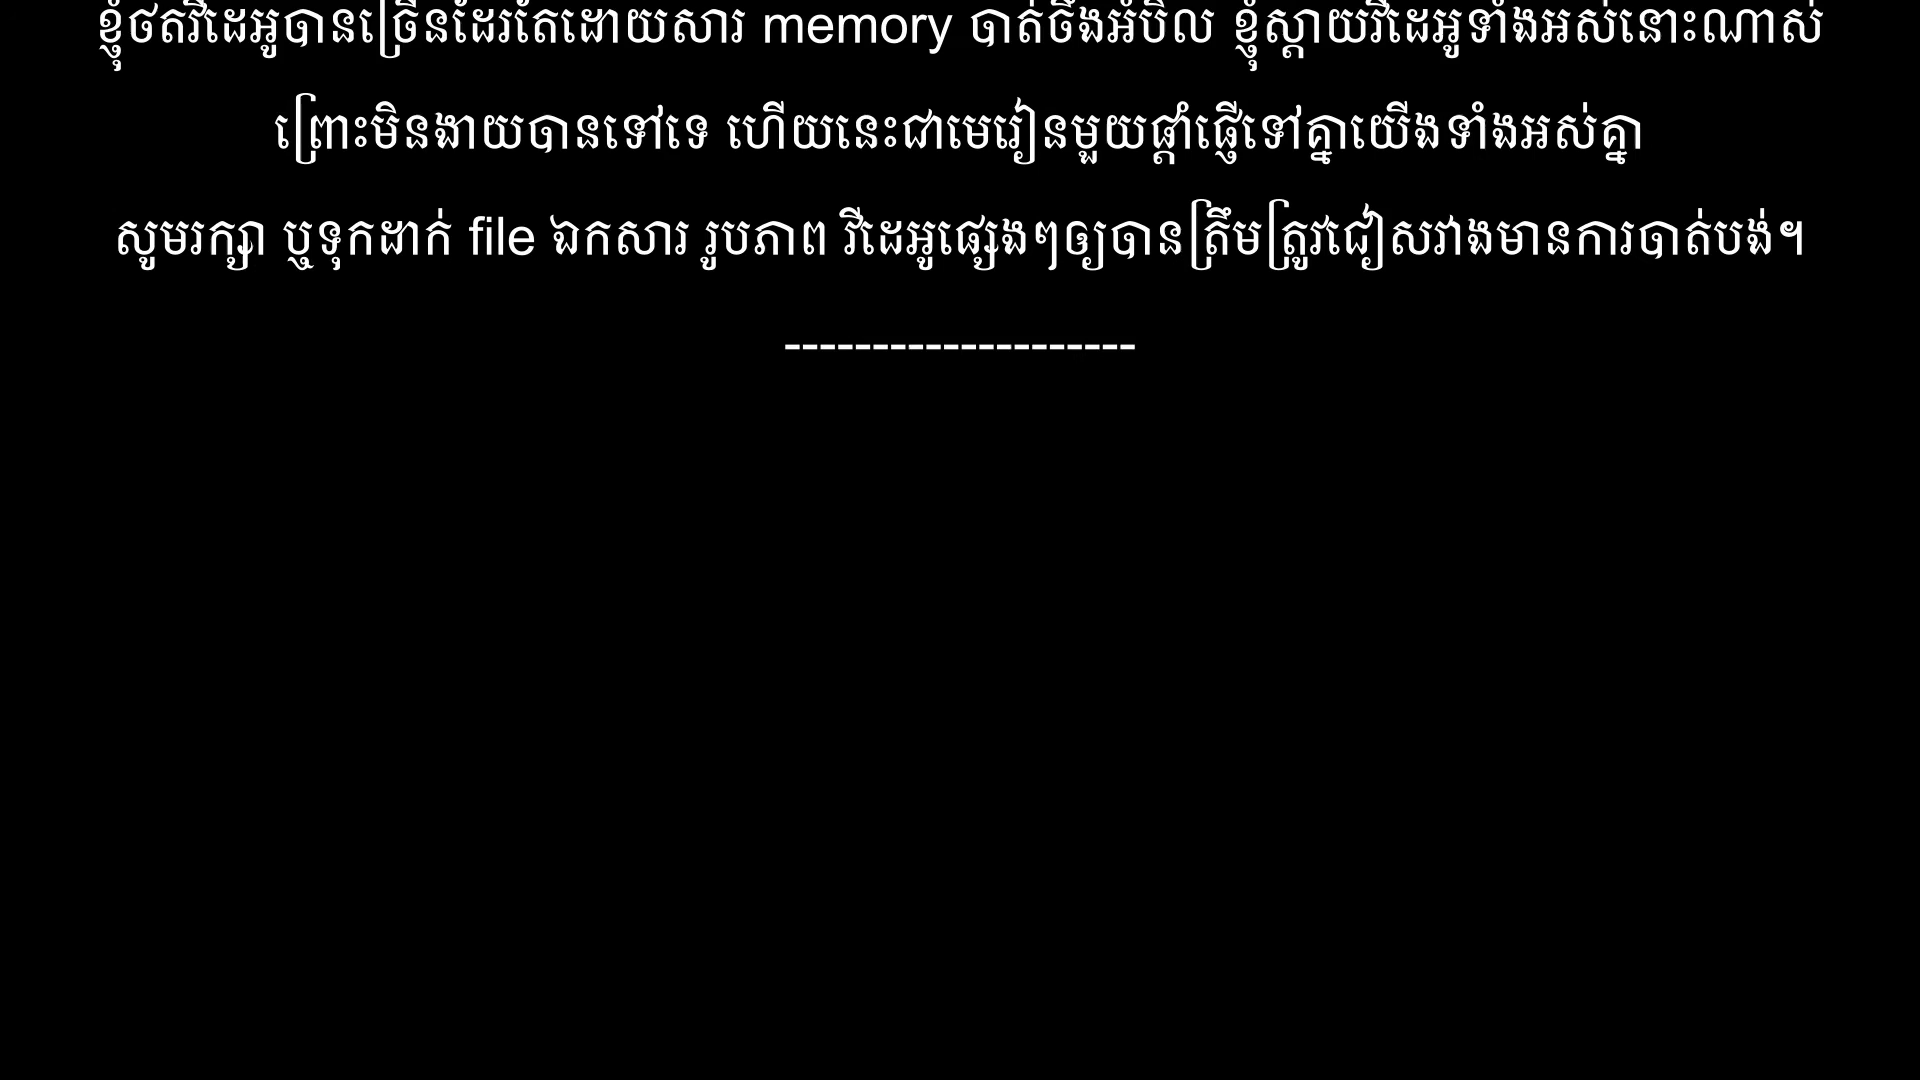 ខ្ញុំថតវីដេអូបានច្រើនដែរតែដោយសារ memory បាត់ចឹងអំបិល ខ្ញុំស្ដាយវីដេអូទាំងអស់នោះណាស់
ព្រោះមិនងាយបានទៅទេ ហើយនេះជាមេរៀនមួយផ្ដាំផ្ញើទៅគ្នាយើងទាំងអស់គ្នា
សូមរក្សា ឬទុកដាក់ file ឯកសារ រូបភាព វីដេអូផ្សេងៗឲ្យបានត្រឹមត្រូវជៀសវាងមានការបាត់បង់។
--------------------